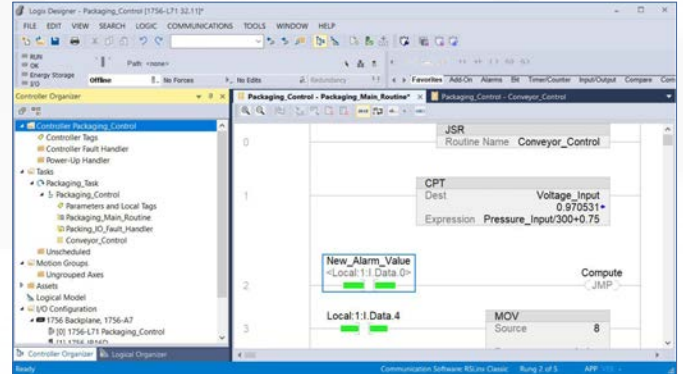 Logix Designer - Packaging_Control [1756-L71 32.11]*
FILE EDIT VIEW SEARCH LOGIC COMMUNICATIONS TOOLS WINDOW HELP
RUN
OK
Energy Storage
I/O
Path: <none>
Offline
No Forces
No Edits
Redundancy
Favorites Add-On Alarms Bit Timer/Counter Input/Output Compare Com
Controller Organizer
Packaging_Control - Packaging_Main_Routine*
Packaging_Control - Conveyor_Control
Controller Packaging_Control
Controller Tags
Controller Fault Handler
Power-Up Handler
Tasks
Packaging_Task
Packaging_Control
Parameters and Local Tags
Packaging_Main_Routine
Packing_IO_Fault_Handler
Conveyor_Control
Unscheduled
Motion Groups
Ungrouped Axes
Assets
Logical Model
I/O Configuration
1756 Backplane, 1756-A7
[0] 1756-L71 Packaging_Control
[1] 1756-IB16D
Controller Organizer
Logical Organizer
0
JSR
Routine Name Conveyor_Control
1
CPT
Dest Voltage_Input
0.970531
Expression Pressure_Input/300+0.75
2
New_Alarm_Value
<Local:1:I.Data.0>
Compute
JMP
3
Local:1:I.Data.4
MOV
Source 8
Ready
Communication Software: RSLinx Classic
Rung 2 of 5
APP